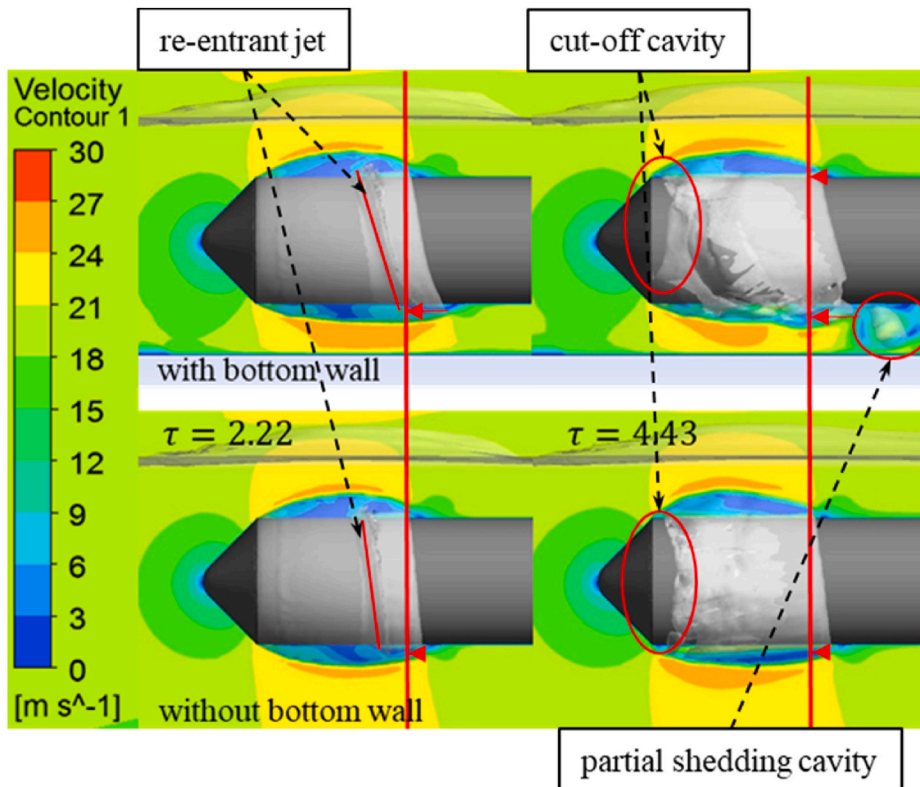 re-entrant jet
cut-off cavity
Velocity
Contour 1
30
27
24
21
18
15
12
9
6
3
0
[m s^-1]
with bottom wall
τ = 2.22
τ = 4.43
without bottom wall
partial shedding cavity